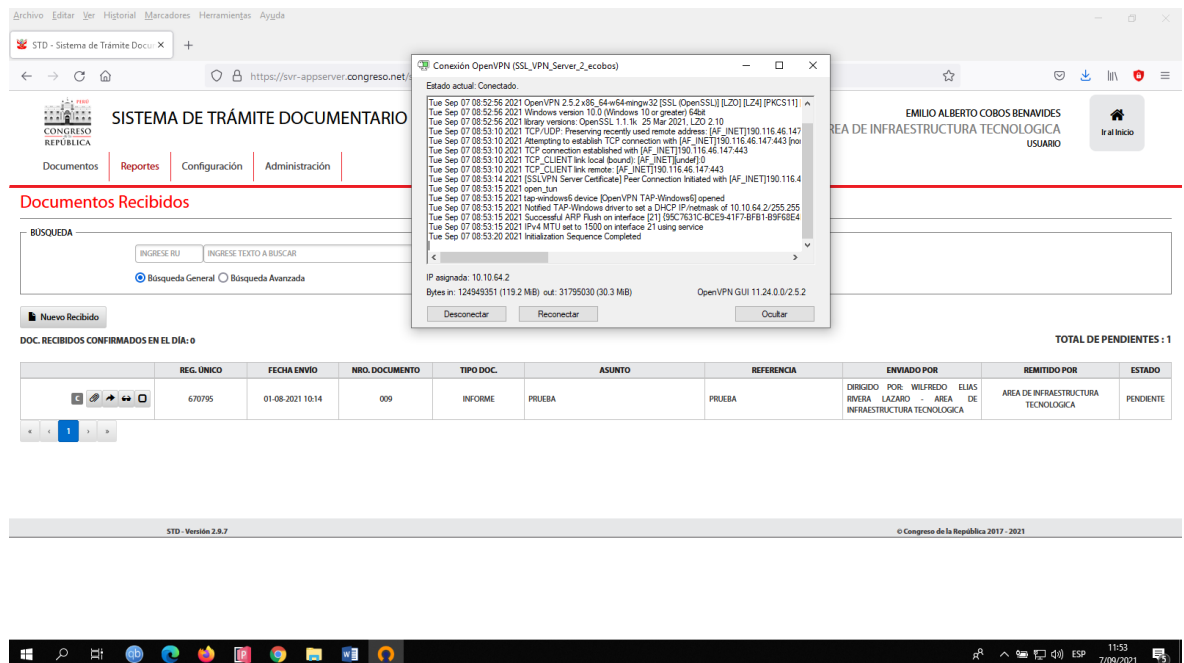 Archivo Editar Ver Historial Marcadores Herramientas Ayuda
STD - Sistema de Trámite Docu
https://svr-appserver.congreso.net/s
PERÚ
CONGRESO
REPÚBLICA
SISTEMA DE TRÁMITE DOCUMENTARIO
EMILIO ALBERTO COBOS BENAVIDES
REA DE INFRAESTRUCTURA TECNOLOGICA
USUARIO
Ir al Inicio
Documentos Reportes Configuración Administración
Conexión OpenVPN (SSL_VPN_Server_2_ecobos)
Estado actual: Conectado.
Tue Sep 07 08:52:56 2021 OpenVPN 2.5.2 x86_64-w64-mingw32 [SSL (OpenSSL)] [LZO] [LZ4] [PKCS11] [
Tue Sep 07 08:52:56 2021 Windows version 10.0 (Windows 10 or greater) 64bit
Tue Sep 07 08:52:56 2021 library versions: OpenSSL 1.1.1k 25 Mar 2021, LZO 2.10
Tue Sep 07 08:53:10 2021 TCP/UDP: Preserving recently used remote address: [AF_INET]190.116.46.147
Tue Sep 07 08:53:10 2021 Attempting to establish TCP connection with [AF_INET]190.116.46.147:443 [no
Tue Sep 07 08:53:10 2021 TCP connection established with [AF_INET]190.116.46.147:443
Tue Sep 07 08:53:10 2021 TCP_CLIENT link local (bound): [AF_INET][undef]:0
Tue Sep 07 08:53:10 2021 TCP_CLIENT link remote: [AF_INET]190.116.46.147:443
Tue Sep 07 08:53:14 2021 [SSLVPN Server Certificate] Peer Connection Initiated with [AF_INET]190.116.4
Tue Sep 07 08:53:15 2021 open_tun
Tue Sep 07 08:53:15 2021 tap-windows6 device [OpenVPN TAP-Windows6] opened
Tue Sep 07 08:53:15 2021 Notified TAP-Windows driver to set a DHCP IP/netmask of 10.10.64.2/255.255
Tue Sep 07 08:53:15 2021 Successful ARP Flush on interface [21] {95C7631C-BCE9-41F7-BFB1-B9F68E4
Tue Sep 07 08:53:15 2021 IPv4 MTU set to 1500 on interface 21 using service
Tue Sep 07 08:53:20 2021 Initialization Sequence Completed
IP asignada: 10.10.64.2
Bytes in: 124949351 (119.2 MiB) out: 31795030 (30.3 MiB) OpenVPN GUI 11.24.0.0/2.5.2
Desconectar Reconectar Ocultar
Documentos Recibidos
BÚSQUEDA
INGRESE RU INGRESE TEXTO A BUSCAR
Búsqueda General Búsqueda Avanzada
Nuevo Recibido
DOC. RECIBIDOS CONFIRMADOS EN EL DÍA: 0
TOTAL DE PENDIENTES : 1
REG. ÚNICO FECHA ENVÍO NRO. DOCUMENTO TIPO DOC. ASUNTO REFERENCIA ENVIADO POR REMITIDO POR ESTADO
C 670795 01-08-2021 10:14 009 INFORME PRUEBA PRUEBA DIRIGIDO POR: WILFREDO ELIAS RIVERA LAZARO - AREA DE INFRAESTRUCTURA TECNOLOGICA AREA DE INFRAESTRUCTURA TECNOLOGICA PENDIENTE
« ‹ 1 › »
STD - Versión 2.9.7
© Congreso de la República 2017 - 2021
ESP
11:53
7/09/2021
5